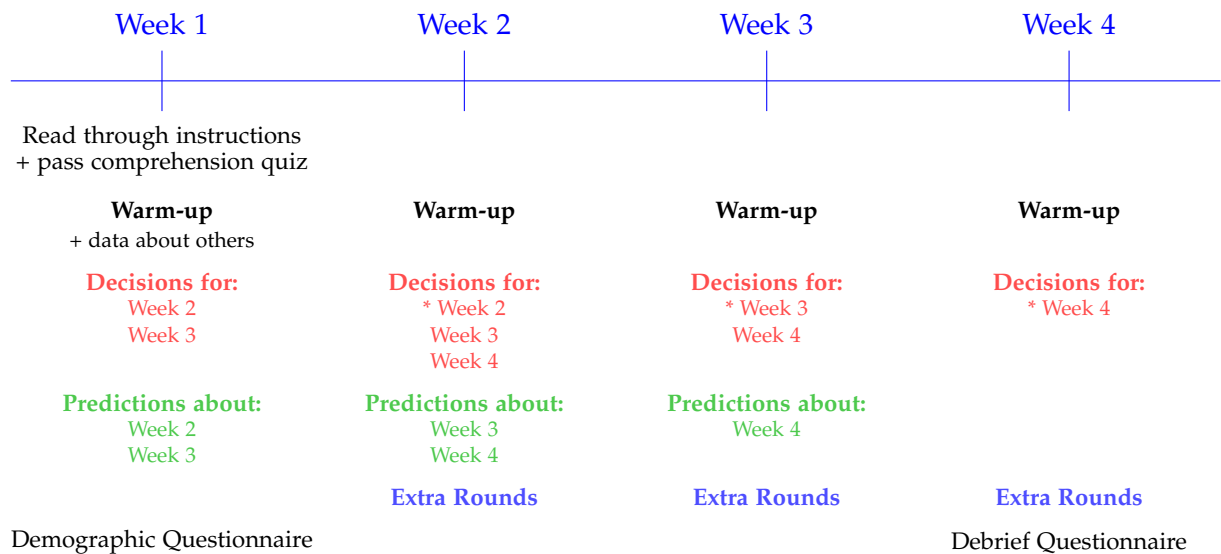 Week 1 Week 2 Week 3 Week 4
Read through instructions
+ pass comprehension quiz
Warm-up Warm-up Warm-up Warm-up
+ data about others
Decisions for: Decisions for: Decisions for: Decisions for:
Week 2 * Week 2 * Week 3 * Week 4
Week 3 Week 3 Week 4
Week 4
Predictions about: Predictions about: Predictions about:
Week 2 Week 3 Week 4
Week 3 Week 4
Extra Rounds Extra Rounds Extra Rounds
Demographic Questionnaire Debrief Questionnaire